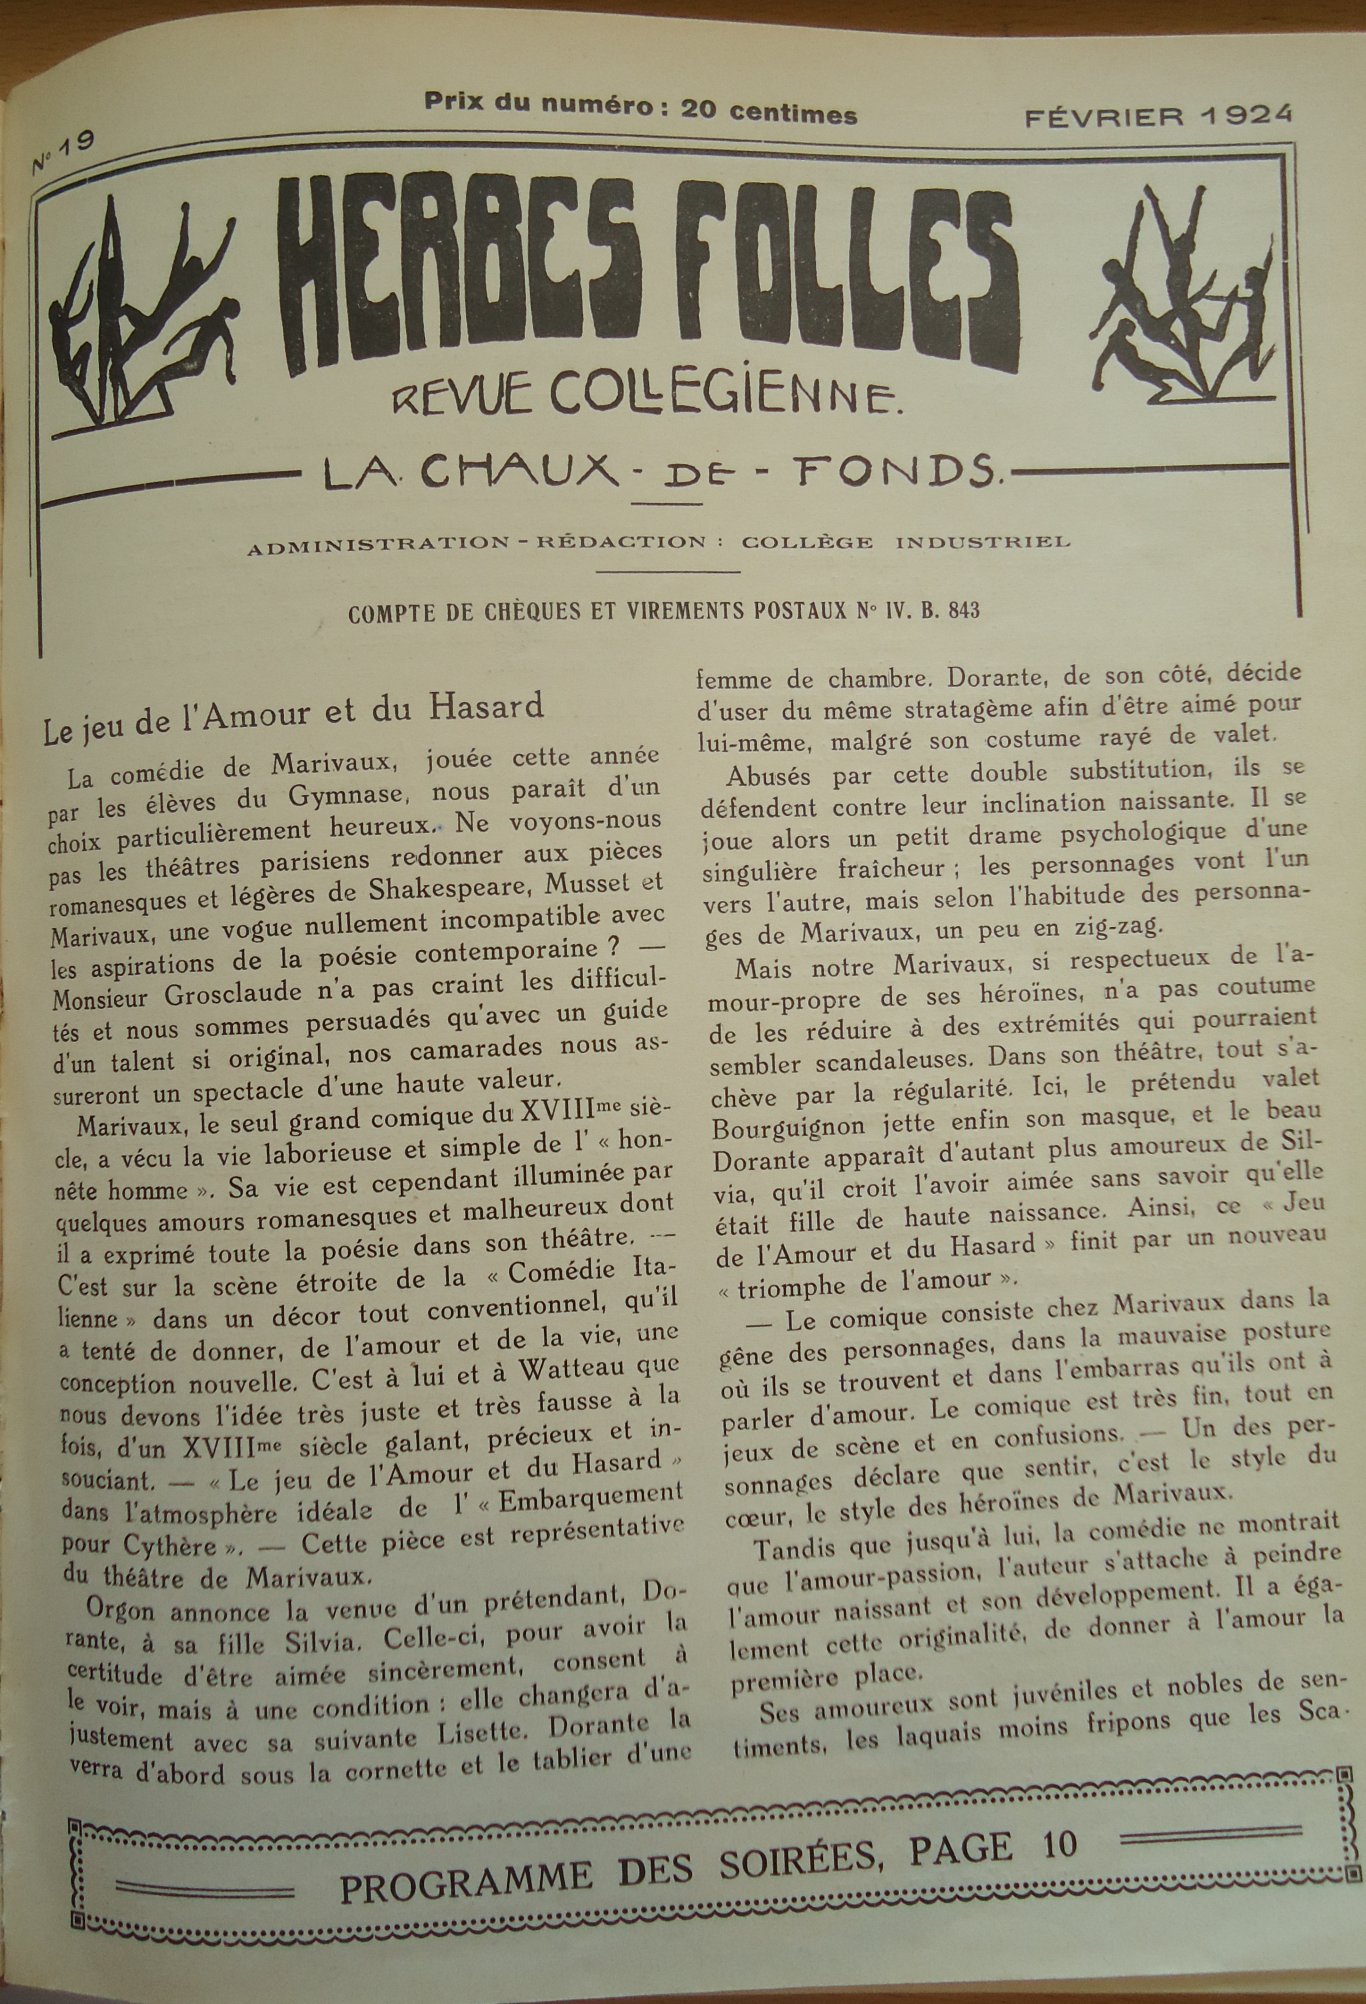 Prix du numéro : 20 centimes
FÉVRIER 1924
No 19
HERBES FOLLES
REVUE COLLEGIENNE.
LA CHAUX-DE-FONDS.
ADMINISTRATION - RÉDACTION : COLLÈGE INDUSTRIEL
COMPTE DE CHÈQUES ET VIREMENTS POSTAUX No IV. B. 843
Le jeu de l'Amour et du Hasard
La comédie de Marivaux, jouée cette année
par les élèves du Gymnase, nous paraît d'un
choix particulièrement heureux. Ne voyons-nous
pas les théâtres parisiens redonner aux pièces
romanesques et légères de Shakespeare, Musset et
Marivaux, une vogue nullement incompatible avec
les aspirations de la poésie contemporaine ? —
Monsieur Grosclaude n'a pas craint les difficul-
tés et nous sommes persuadés qu'avec un guide
d'un talent si original, nos camarades nous as-
sureront un spectacle d'une haute valeur.
Marivaux, le seul grand comique du XVIIIme siè-
cle, a vécu la vie laborieuse et simple de l' « hon-
nête homme ». Sa vie est cependant illuminée par
quelques amours romanesques et malheureux dont
il a exprimé toute la poésie dans son théâtre. —
C'est sur la scène étroite de la « Comédie Ita-
lienne » dans un décor tout conventionnel, qu'il
a tenté de donner, de l'amour et de la vie, une
conception nouvelle. C'est à lui et à Watteau que
nous devons l'idée très juste et très fausse à la
fois, d'un XVIIIme siècle galant, précieux et in-
souciant. — « Le jeu de l'Amour et du Hasard »
dans l'atmosphère idéale de l' « Embarquement
pour Cythère ». — Cette pièce est représentative
du théâtre de Marivaux.
Orgon annonce la venue d'un prétendant, Do-
rante, à sa fille Silvia. Celle-ci, pour avoir la
certitude d'être aimée sincèrement, consent à
le voir, mais à une condition : elle changera d'a-
justement avec sa suivante Lisette. Dorante la
verra d'abord sous la cornette et le tablier d'une
femme de chambre. Dorante, de son côté, décide
d'user du même stratagème afin d'être aimé pour
lui-même, malgré son costume rayé de valet.
Abusés par cette double substitution, ils se
défendent contre leur inclination naissante. Il se
joue alors un petit drame psychologique d'une
singulière fraîcheur ; les personnages vont l'un
vers l'autre, mais selon l'habitude des personna-
ges de Marivaux, un peu en zig-zag.
Mais notre Marivaux, si respectueux de l'a-
mour-propre de ses héroïnes, n'a pas coutume
de les réduire à des extrémités qui pourraient
sembler scandaleuses. Dans son théâtre, tout s'a-
chève par la régularité. Ici, le prétendu valet
Bourguignon jette enfin son masque, et le beau
Dorante apparaît d'autant plus amoureux de Sil-
via, qu'il croit l'avoir aimée sans savoir qu'elle
était fille de haute naissance. Ainsi, ce « Jeu
de l'Amour et du Hasard » finit par un nouveau
« triomphe de l'amour ».
— Le comique consiste chez Marivaux dans la
gêne des personnages, dans la mauvaise posture
où ils se trouvent et dans l'embarras qu'ils ont à
parler d'amour. Le comique est très fin, tout en
jeux de scène et en confusions. — Un des per-
sonnages déclare que sentir, c'est le style du
cœur, le style des héroïnes de Marivaux.
Tandis que jusqu'à lui, la comédie ne montrait
que l'amour-passion, l'auteur s'attache à peindre
l'amour naissant et son développement. Il a éga-
lement cette originalité, de donner à l'amour la
première place.
Ses amoureux sont juvéniles et nobles de sen-
timents, les laquais moins fripons que les Sca-
PROGRAMME DES SOIRÉES, PAGE 10